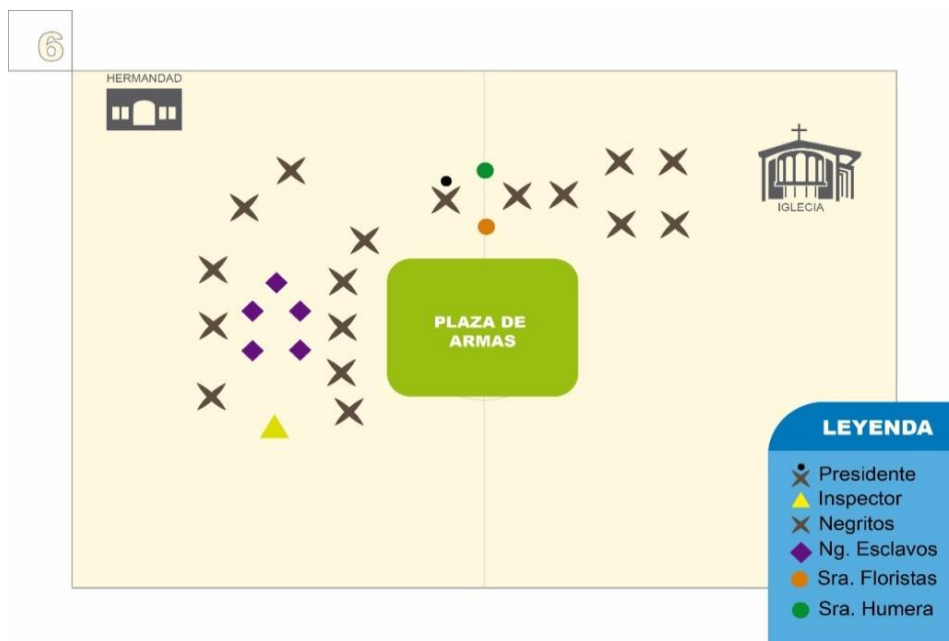 6
HERMANDAD
IGLECIA
PLAZA DE
ARMAS
LEYENDA
Presidente
Inspector
Negritos
Ng. Esclavos
Sra. Floristas
Sra. Humera